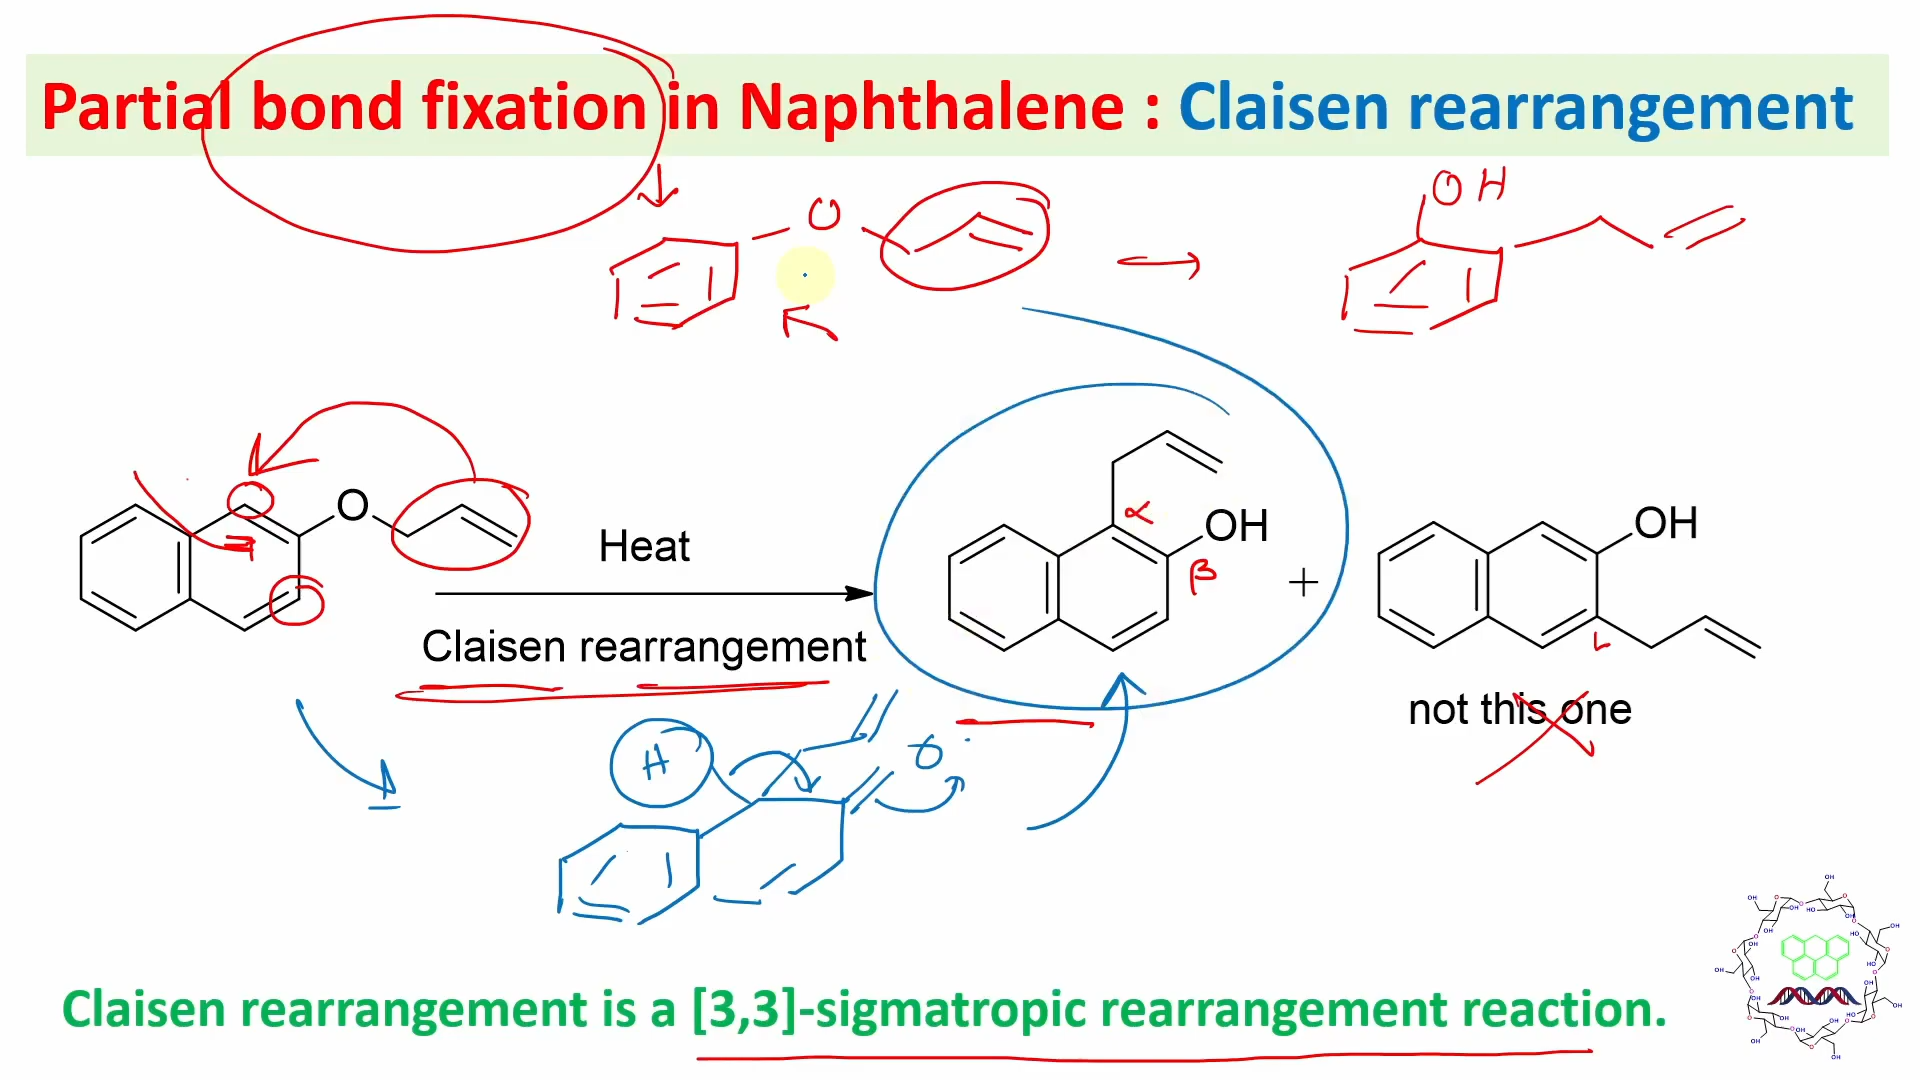 Partial bond fixation in Naphthalene : Claisen rearrangement
O
OH
O
Heat
Claisen rearrangement
α
OH
β
+
OH
not this one
H
O
Claisen rearrangement is a [3,3]-sigmatropic rearrangement reaction.